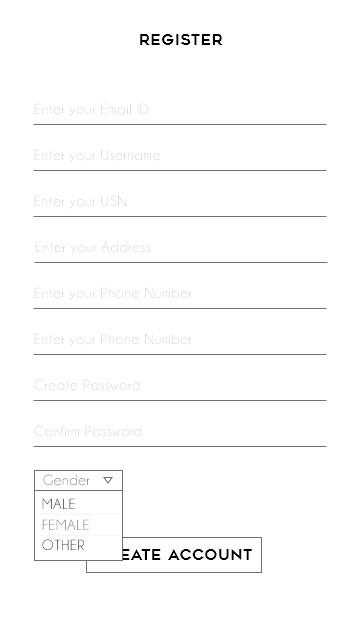 REGISTER
Enter your Email ID
Enter your Username
Enter your USN
Enter your Address
Enter your Phone Number
Enter your Phone Number
Create Password
Confirm Password
Gender
MALE
FEMALE
OTHER
EATE ACCOUNT